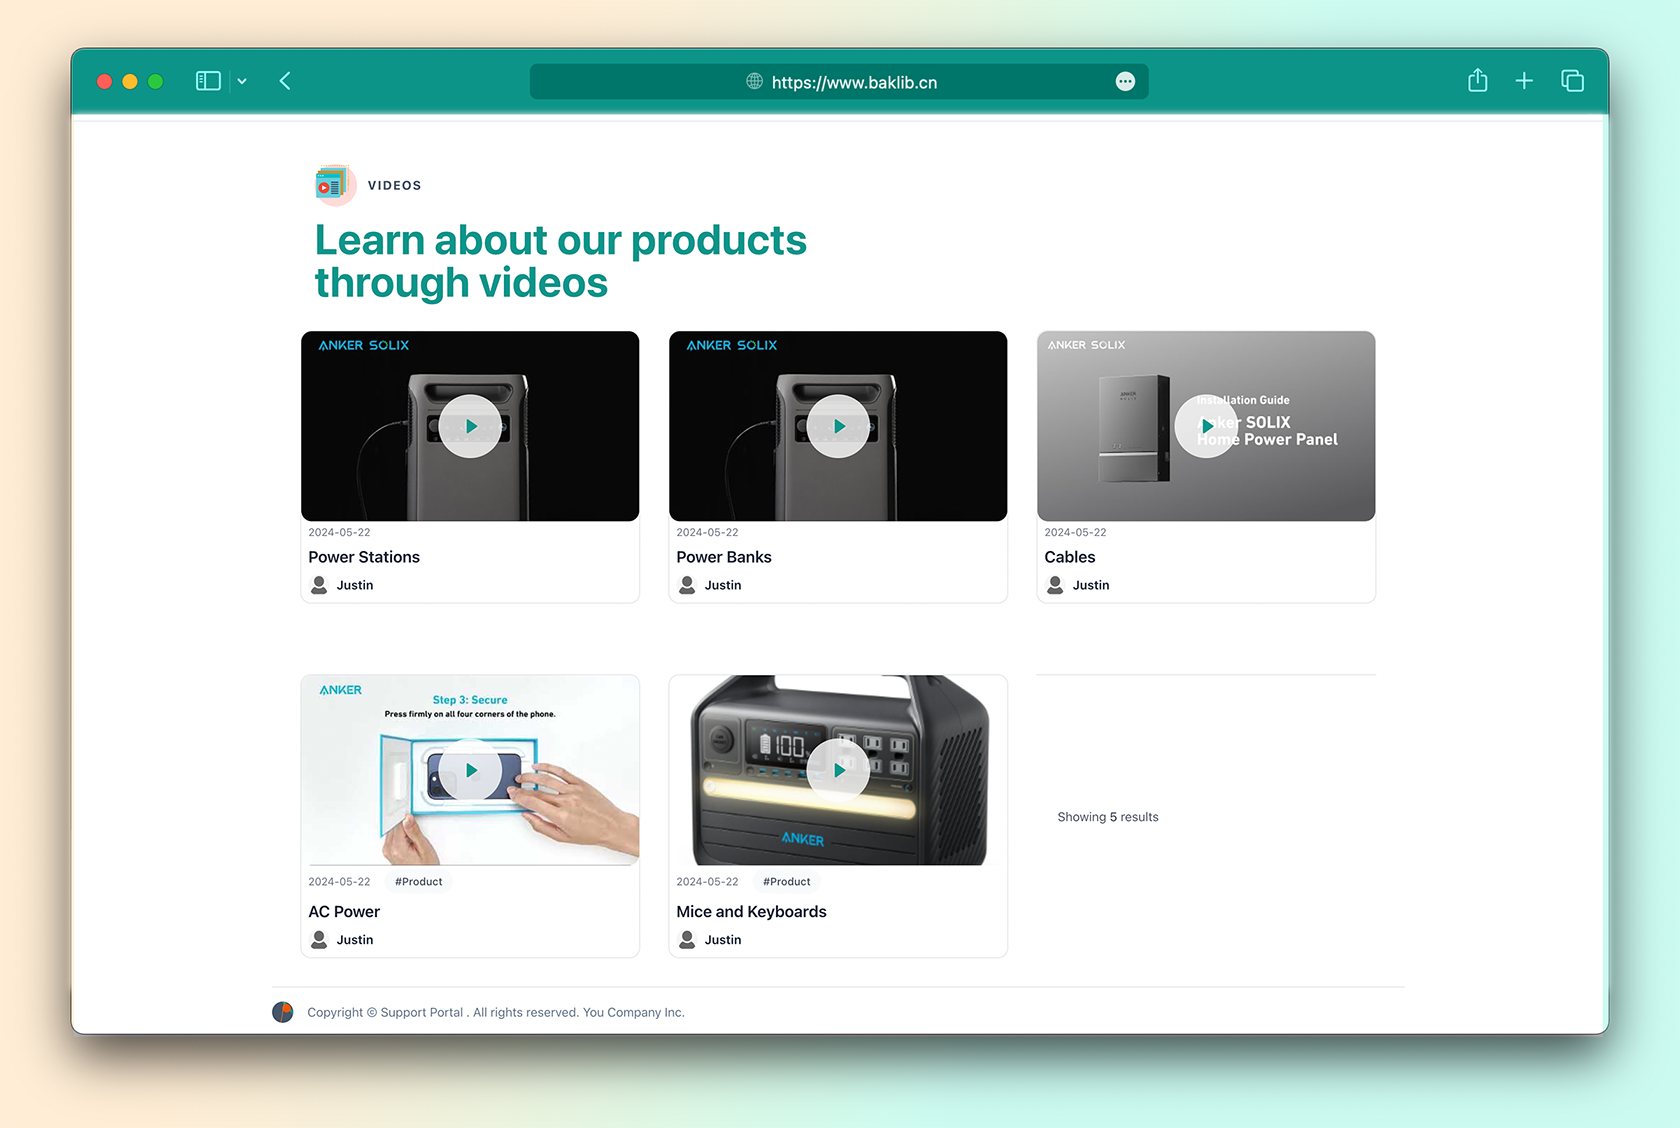 https://www.baklib.cn
VIDEOS
Learn about our products
through videos
ANKER SOLIX
2024-05-22
Power Stations
Justin
ANKER SOLIX
2024-05-22
Power Banks
Justin
ANKER SOLIX
ANKER
Installation Guide
Anker SOLIX
Home Power Panel
2024-05-22
Cables
Justin
ANKER
Step 3: Secure
Press firmly on all four corners of the phone.
2024-05-22 #Product
AC Power
Justin
100
ANKER
2024-05-22 #Product
Mice and Keyboards
Justin
Showing 5 results
Copyright © Support Portal . All rights reserved. You Company Inc.